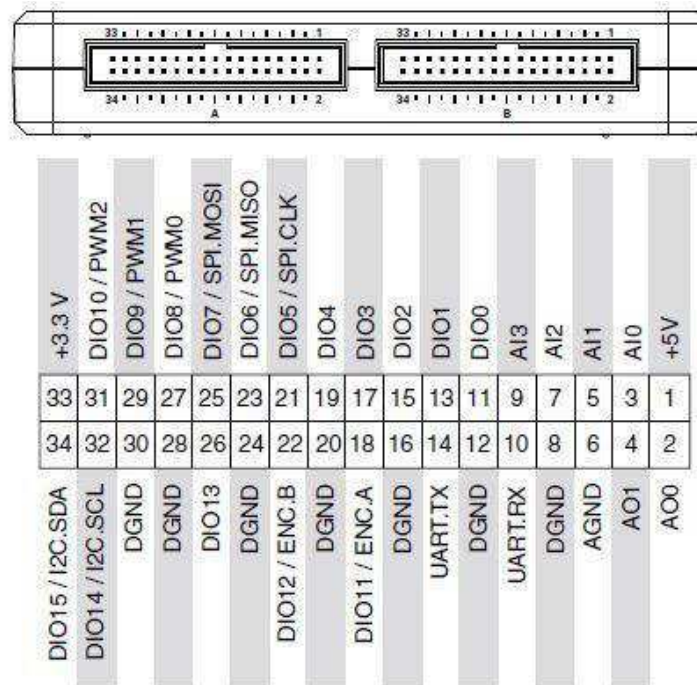 33 1 33 1
34 2 34 2
A B
+3.3 V
DIO10 / PWM2
DIO9 / PWM1
DIO8 / PWM0
DIO7 / SPI.MOSI
DIO6 / SPI.MISO
DIO5 / SPI.CLK
DIO4
DIO3
DIO2
DIO1
DIO0
AI3
AI2
AI1
AI0
+5V
33 31 29 27 25 23 21 19 17 15 13 11 9 7 5 3 1
34 32 30 28 26 24 22 20 18 16 14 12 10 8 6 4 2
DIO15 / I2C.SDA
DIO14 / I2C.SCL
DGND
DGND
DIO13
DGND
DIO12 / ENC.B
DGND
DIO11 / ENC.A
DGND
UART.TX
DGND
UART.RX
DGND
AGND
AO1
AO0